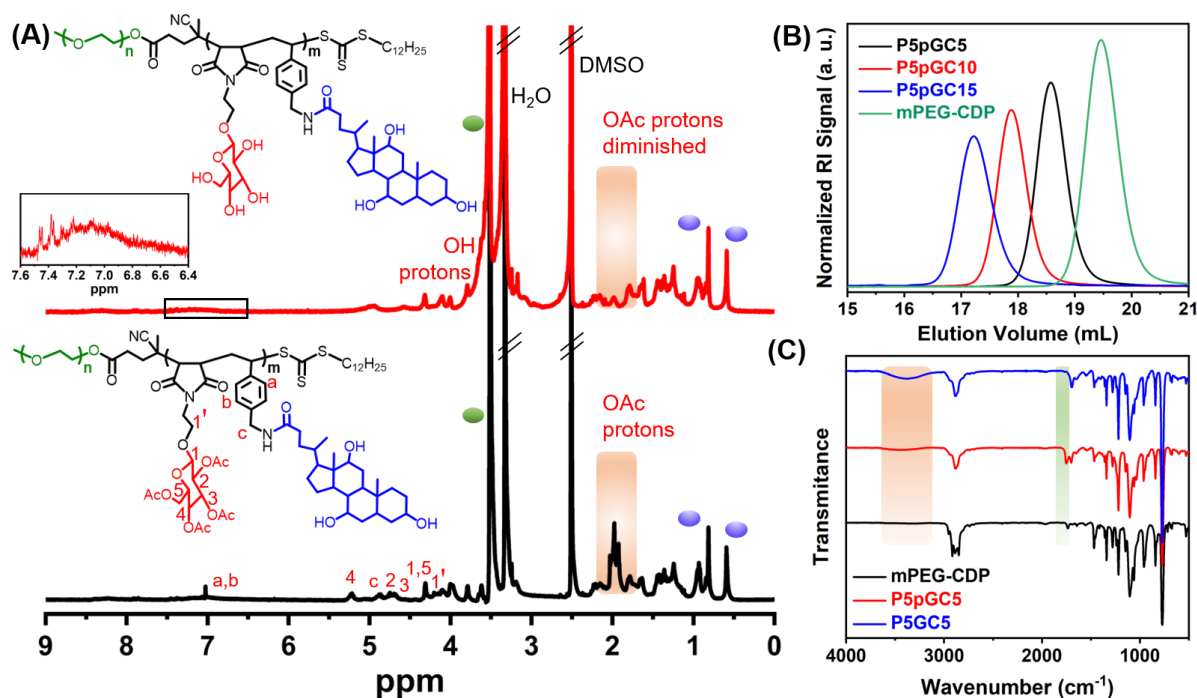 (A)
NC
O
n
O
O
m
S
S
S
C12H25
O
N
O
O
NH
O
OH
O
O
OH
HO
OH
OH
HO
OH
OH
H2O
DMSO
OAc protons
diminished
OH
protons
7.6 7.4 7.2 7.0 6.8 6.6 6.4
ppm
NC
O
n
O
O
m
S
S
S
C12H25
O
N
O
a
b
c
NH
O
OH
1'
O
1
O
OAc
2
5
AcO
3
AcO
4
OAc
HO
OH
OAc
protons
a,b
4
c
2
3
1,5
1'
9 8 7 6 5 4 3 2 1 0
ppm
(B)
P5pGC5
P5pGC10
P5pGC15
mPEG-CDP
Normalized RI Signal (a. u.)
15 16 17 18 19 20 21
Elution Volume (mL)
(C)
Transmitance
mPEG-CDP
P5pGC5
P5GC5
4000 3000 2000 1000
Wavenumber (cm-1)